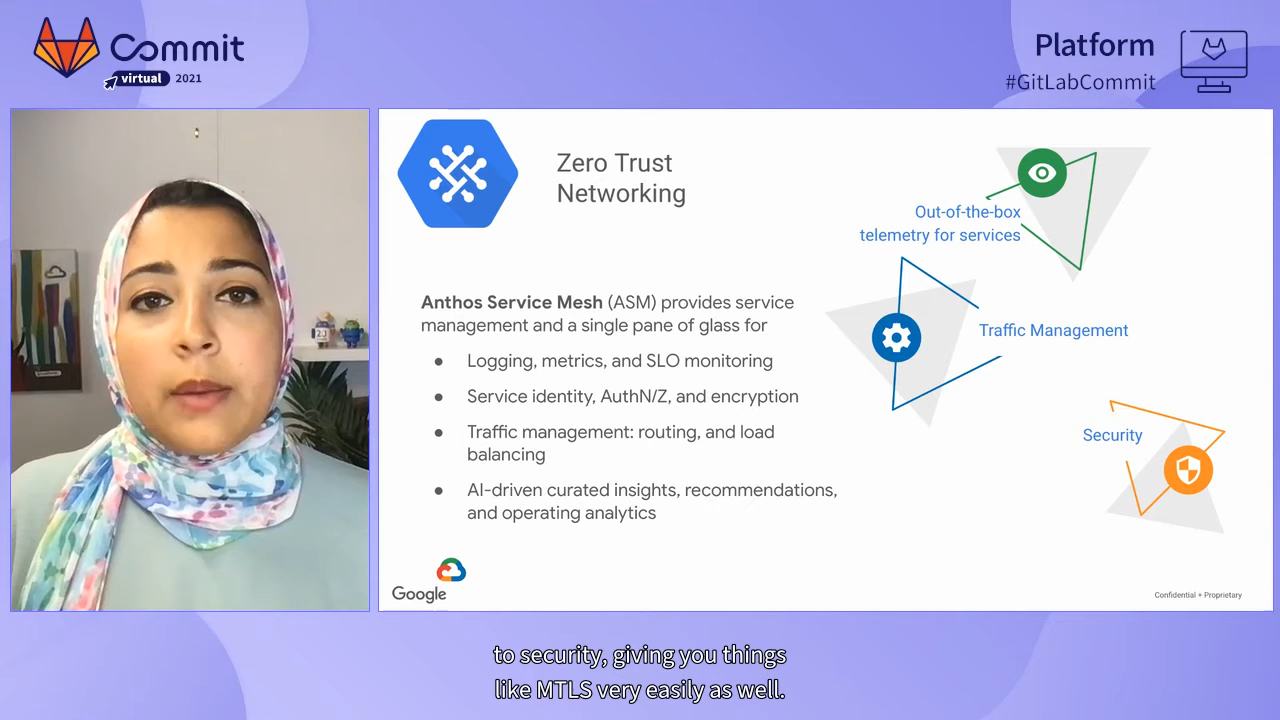 Commit
virtual 2021
Platform
#GitLabCommit
Zero Trust
Networking
Out-of-the-box
telemetry for services
Anthos Service Mesh (ASM) provides service
management and a single pane of glass for
● Logging, metrics, and SLO monitoring
● Service identity, AuthN/Z, and encryption
● Traffic management: routing, and load
balancing
● AI-driven curated insights, recommendations,
and operating analytics
Traffic Management
Security
Google
Confidential + Proprietary
to security, giving you things
like MTLS very easily as well.